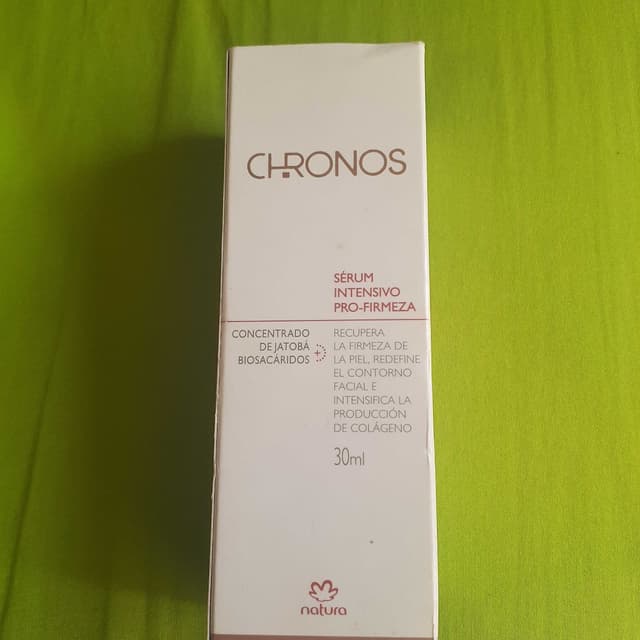 CHRONOS
SÉRUM
INTENSIVO
PRO-FIRMEZA
CONCENTRADO
DE JATOBÁ
BIOSACÁRIDOS
+
RECUPERA
LA FIRMEZA DE
LA PIEL, REDEFINE
EL CONTORNO
FACIAL E
INTENSIFICA LA
PRODUCCIÓN
DE COLÁGENO
30ml
natura